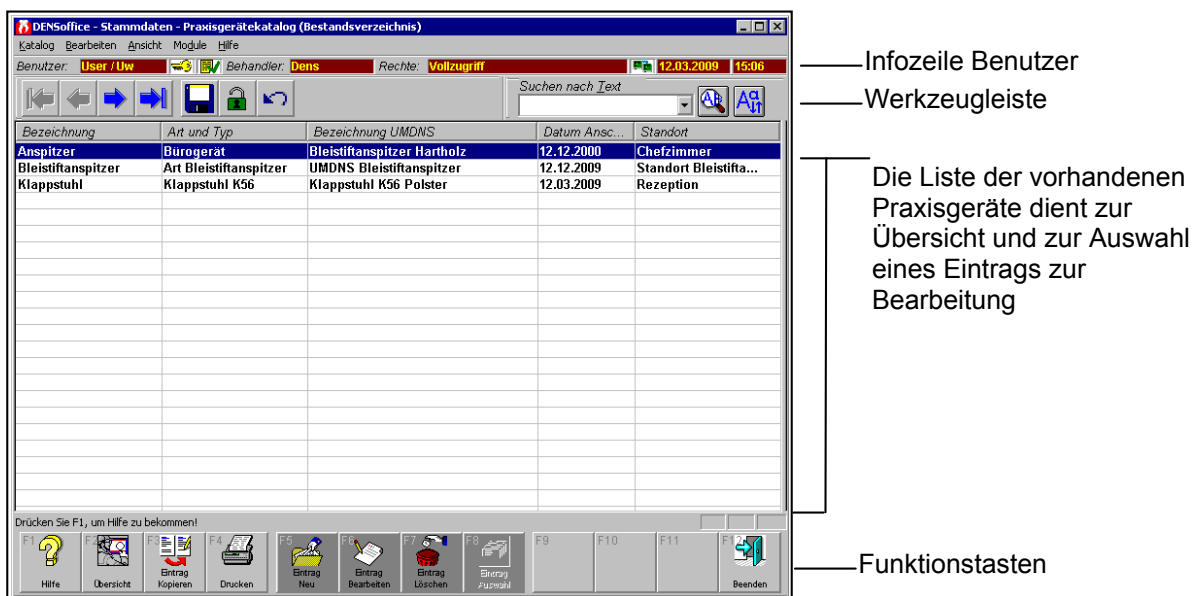 DENSoffice - Stammdaten - Praxisgerätekatalog (Bestandsverzeichnis)
Katalog Bearbeiten Ansicht Module Hilfe
Benutzer: User / Uw Behandler: Dens Rechte: Vollzugriff 12.03.2009 15:06
Infozeile Benutzer
Suchen nach Text
Werkzeugleiste
Bezeichnung Art und Typ Bezeichnung UMDNS Datum Ansc... Standort
Anspitzer Bürogerät Bleistiftanspitzer Hartholz 12.12.2000 Chefzimmer
Bleistiftanspitzer Art Bleistiftanspitzer UMDNS Bleistiftanspitzer 12.12.2009 Standort Bleistifta...
Klappstuhl Klappstuhl K56 Klappstuhl K56 Polster 12.03.2009 Rezeption
Die Liste der vorhandenen
Praxisgeräte dient zur
Übersicht und zur Auswahl
eines Eintrags zur
Bearbeitung
Drücken Sie F1, um Hilfe zu bekommen!
F1 Hilfe
F2 Übersicht
F3 Eintrag Kopieren
F4 Drucken
F5 Eintrag Neu
F6 Eintrag Bearbeiten
F7 Eintrag Löschen
F8 Eintrag Auswahl
F9
F10
F11
F12 Beenden
Funktionstasten